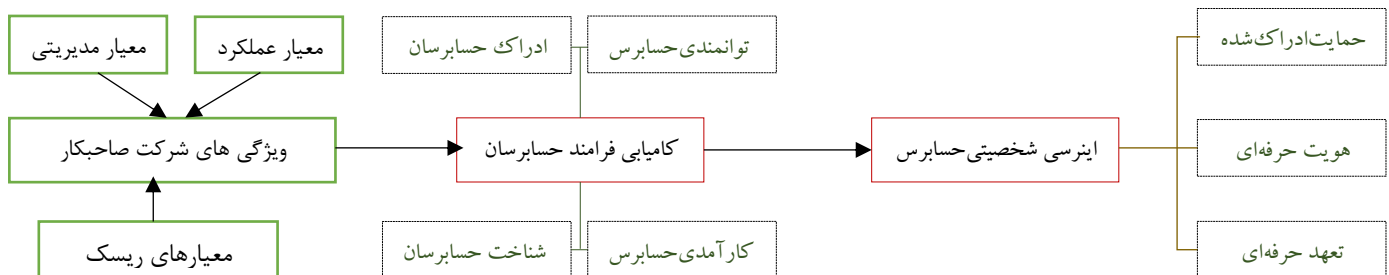 معیار مدیریتی
معیار عملکرد
ادراک حسابرسان
توانمندی‌حسابرس
حمایت‌ادراک‌شده
ویژگی های شرکت صاحبکار
کامیابی فرامند حسابرسان
اینرسی شخصیتی‌حسابرس
هویت حرفه‌ای
معیارهای ریسک
شناخت حسابرسان
کارآمدی‌حسابرس
تعهد حرفه‌ای